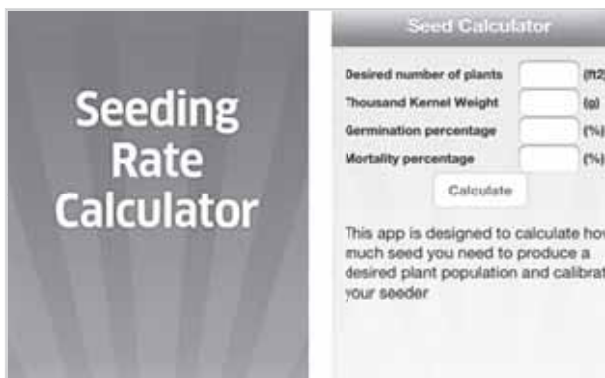 Seeding
Rate
Calculator
Seed Calculator
Desired number of plants (ft2)
Thousand Kernel Weight (g)
Germination percentage (%)
Mortality percentage (%)
Calculate
This app is designed to calculate how
much seed you need to produce a
desired plant population and calibrat
your seeder